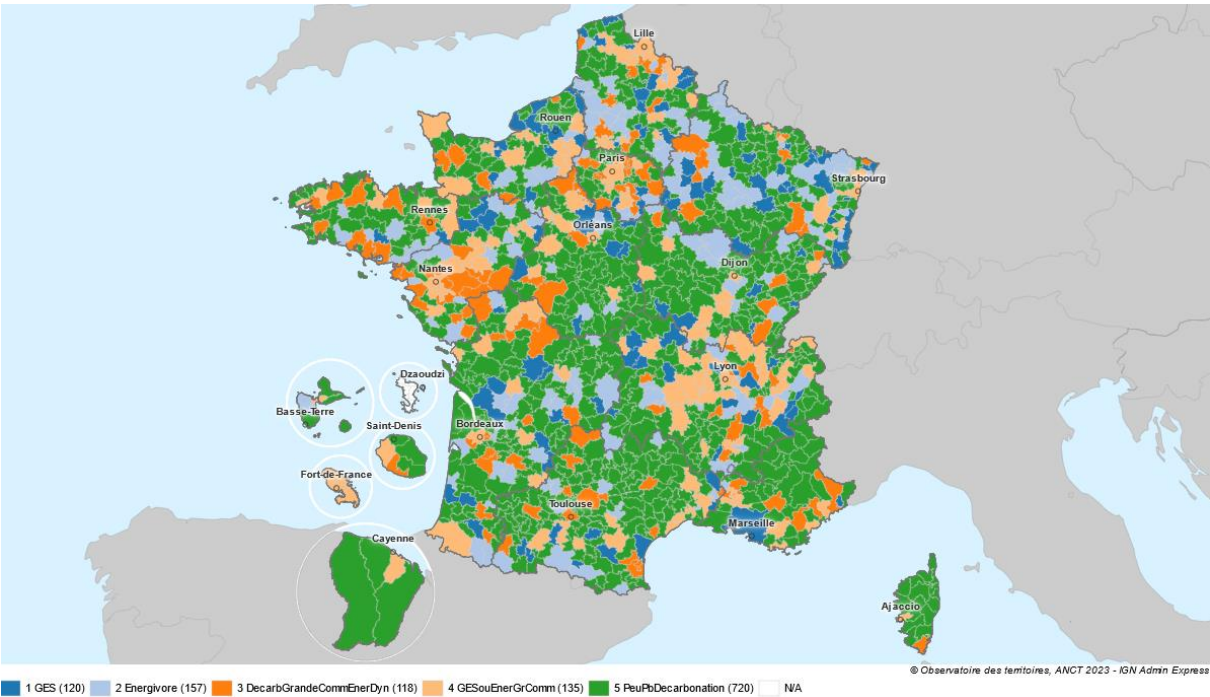 Lille
Rouen
Paris
Strasbourg
Rennes
Orléans
Dijon
Nantes
Lyon
Dzaoudzi
Basse-Terre
Saint-Denis
Bordeaux
Fort-de-France
Toulouse
Marseille
Cayenne
Ajaccio
© Observatoire des territoires, ANCT 2023 - IGN Admin Express
1 GES (120) 2 Energivore (157) 3 DecarbGrandeCommEnerDyn (118) 4 GESouEnerGrComm (135) 5 PeuPbDecarbonation (720) N/A